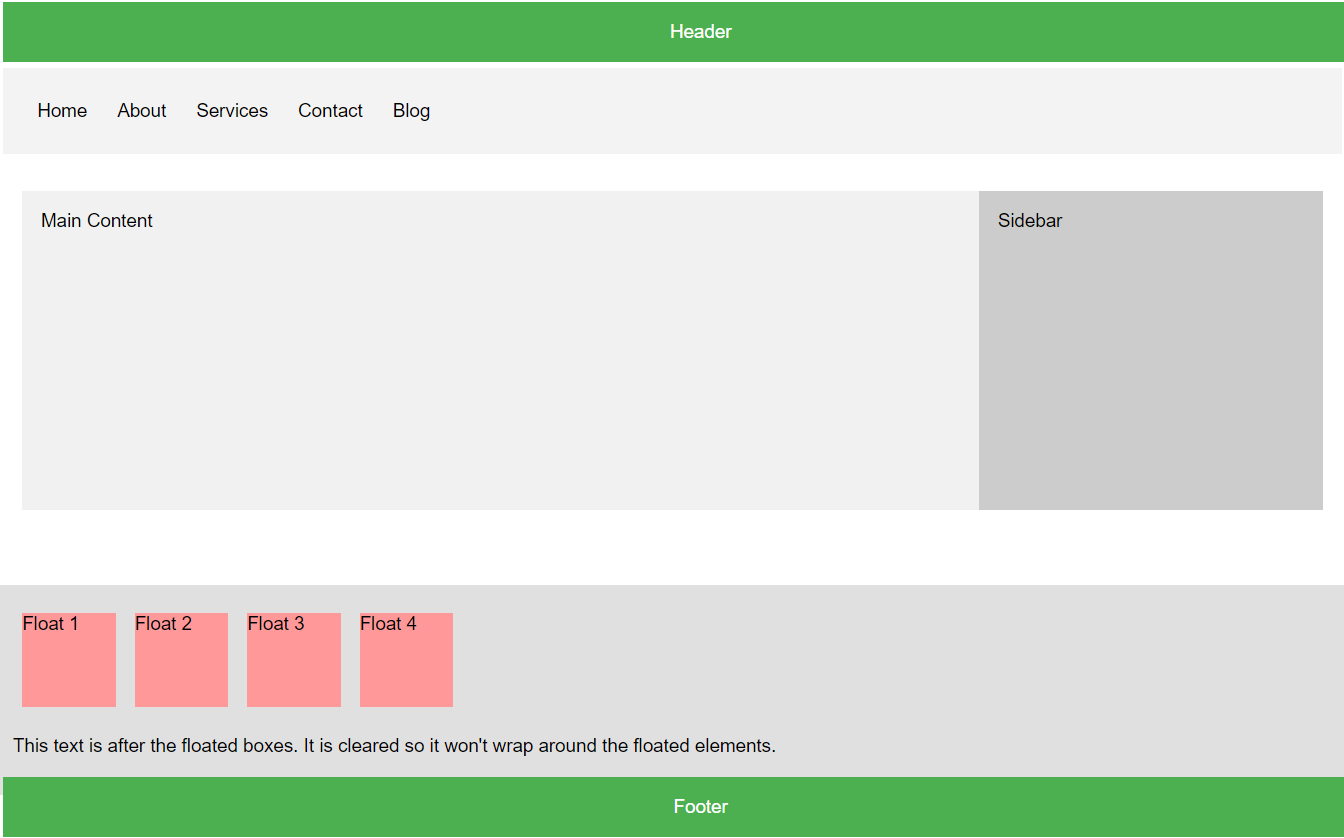 Header
Home About Services Contact Blog
Main Content
Sidebar
Float 1 Float 2 Float 3 Float 4
This text is after the floated boxes. It is cleared so it won't wrap around the floated elements.
Footer